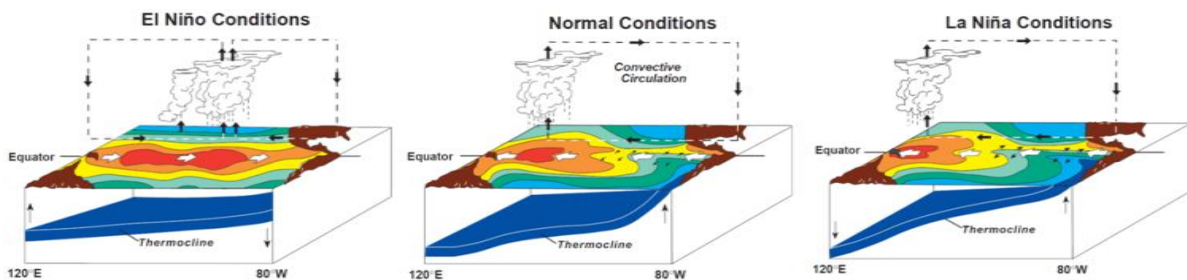 El Niño Conditions
Equator
Thermocline
120°E
80°W
Normal Conditions
Convective
Circulation
Equator
Thermocline
120°E
80°W
La Niña Conditions
Equator
Thermocline
120°E
80°W